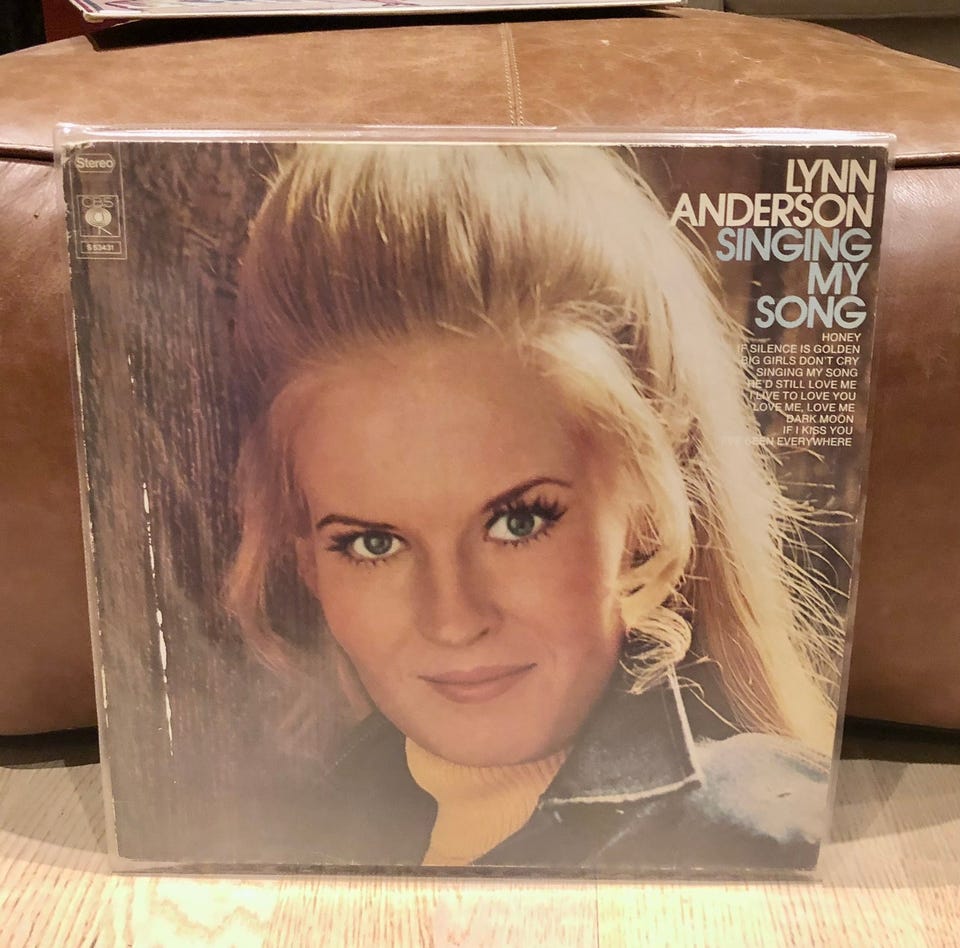 Stereo
CBS
S 63431
LYNN
ANDERSON
SINGING
MY
SONG
HONEY
IF SILENCE IS GOLDEN
BIG GIRLS DON'T CRY
SINGING MY SONG
HE'D STILL LOVE ME
I LIVE TO LOVE YOU
LOVE ME, LOVE ME
DARK MOON
IF I KISS YOU
I'VE BEEN EVERYWHERE